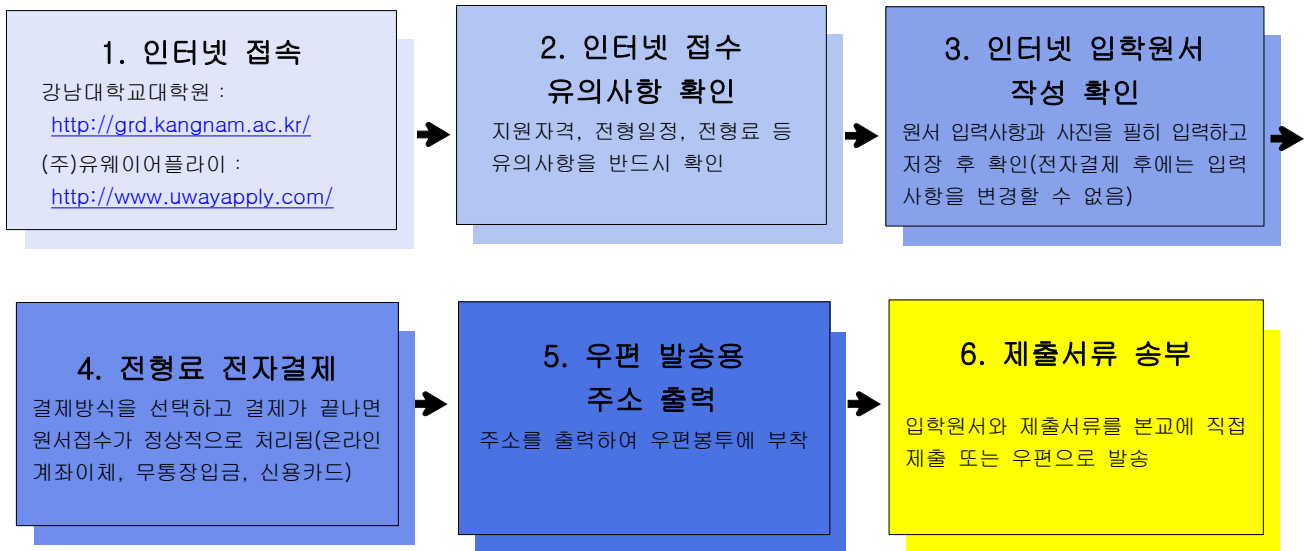 1. 인터넷 접속
강남대학교대학원 :
http://grd.kangnam.ac.kr/
(주)유웨이어플라이 :
http://www.uwayapply.com/
2. 인터넷 접수
유의사항 확인
지원자격, 전형일정, 전형료 등
유의사항을 반드시 확인
3. 인터넷 입학원서
작성 확인
원서 입력사항과 사진을 필히 입력하고
저장 후 확인(전자결제 후에는 입력
사항을 변경할 수 없음)
4. 전형료 전자결제
결제방식을 선택하고 결제가 끝나면
원서접수가 정상적으로 처리됨(온라인
계좌이체, 무통장입금, 신용카드)
5. 우편 발송용
주소 출력
주소를 출력하여 우편봉투에 부착
6. 제출서류 송부
입학원서와 제출서류를 본교에 직접
제출 또는 우편으로 발송